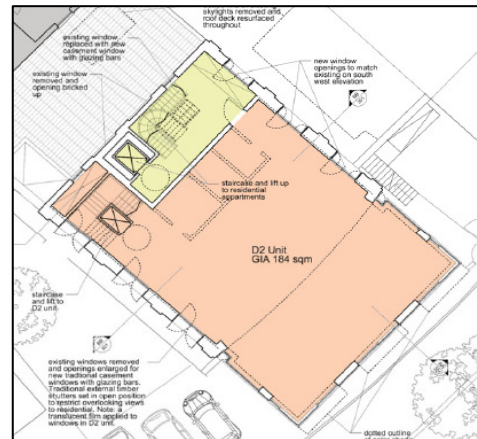 skylights removed and
roof deck resurfaced
throughout
existing window
replaced with new
casement window
with glazing bars
existing window
removed and
opening bricked
up
new window
openings to match
existing on south
west elevation
staircase and lift up
to residential
appartments
D2 Unit
GIA 184 sqm
staircase
and lift to
D2 unit
existing windows removed
and openings enlarged for
new traditional casement
windows with glazing bars.
Traditional external timber
shutters set in open position
to restrict overlooking views
to residential. Note: a
translucent film applied to
windows in D2 unit.
dotted outline